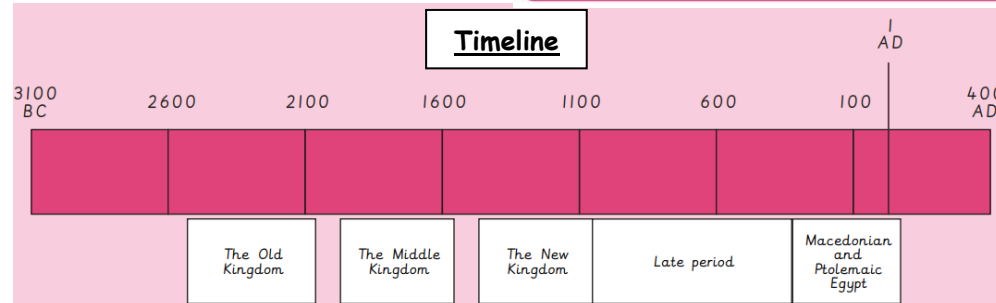 Timeline
1
AD
3100
BC
2600
2100
1600
1100
600
100
400
AD
The Old
Kingdom
The Middle
Kingdom
The New
Kingdom
Late period
Macedonian
and
Ptolemaic
Egypt